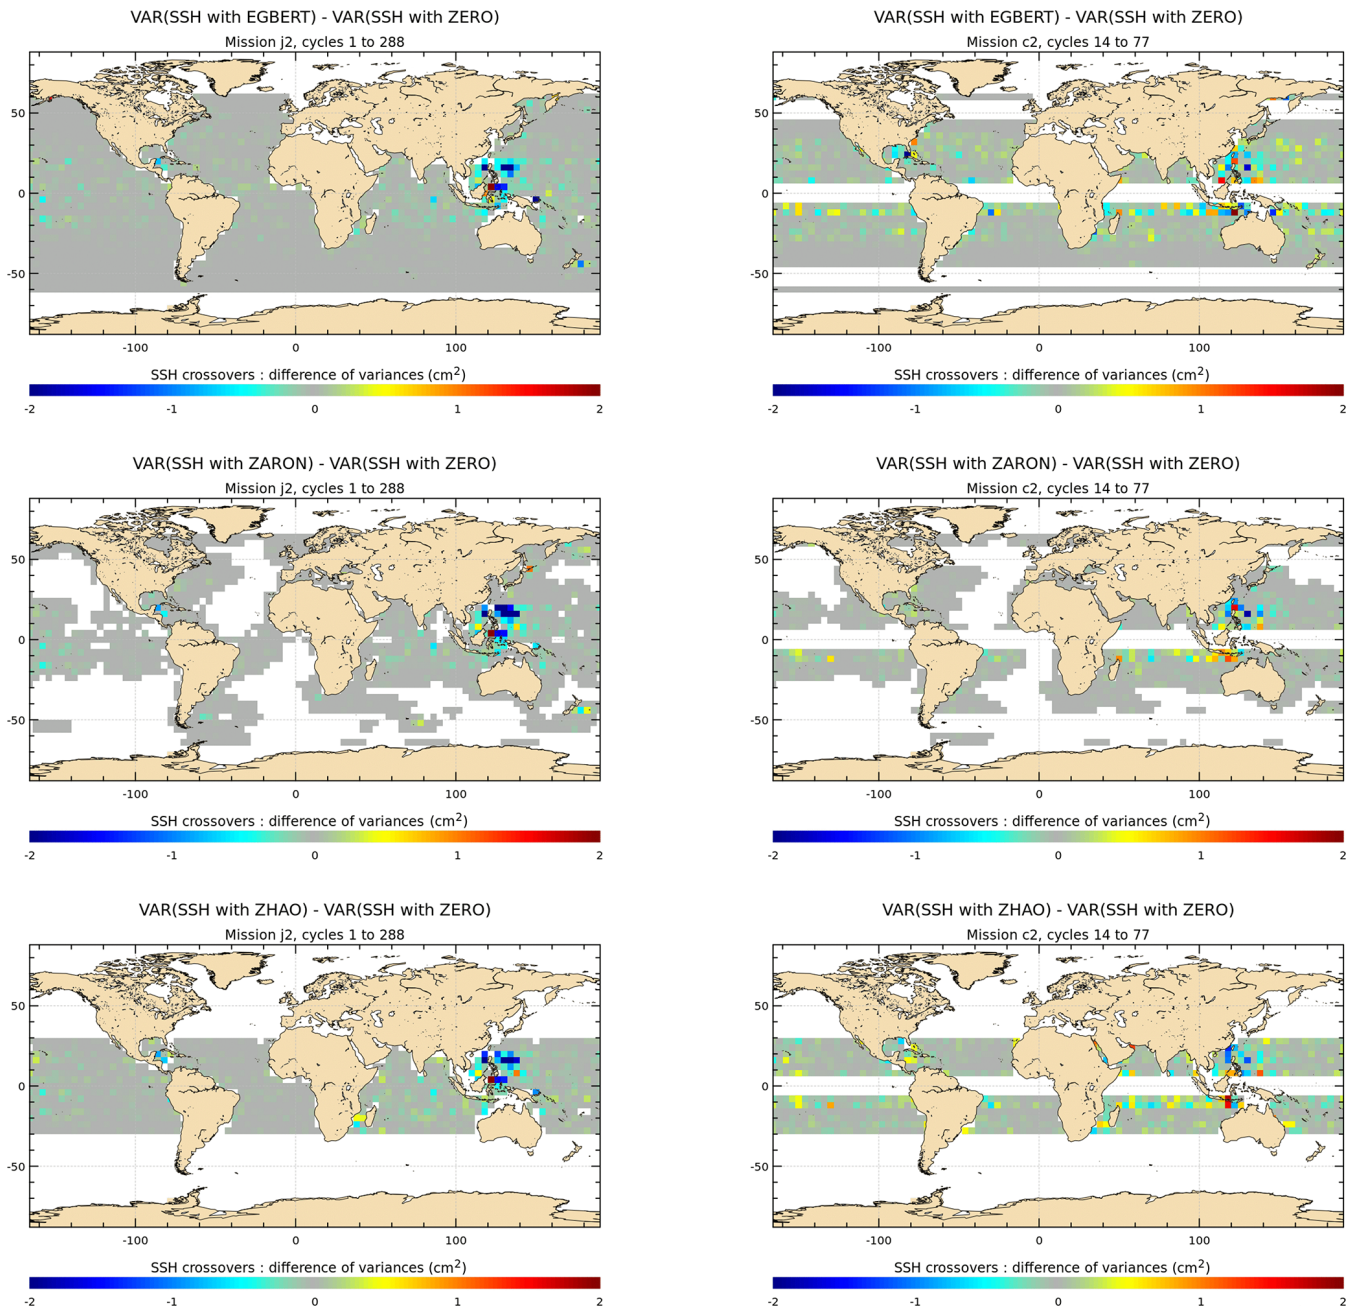 VAR(SSH with EGBERT) - VAR(SSH with ZERO)
Mission j2, cycles 1 to 288
50
0
-50
-100 0 100
SSH crossovers : difference of variances (cm²)
-2 -1 0 1 2
VAR(SSH with EGBERT) - VAR(SSH with ZERO)
Mission c2, cycles 14 to 77
50
0
-50
-100 0 100
SSH crossovers : difference of variances (cm²)
-2 -1 0 1 2
VAR(SSH with ZARON) - VAR(SSH with ZERO)
Mission j2, cycles 1 to 288
50
0
-50
-100 0 100
SSH crossovers : difference of variances (cm²)
-2 -1 0 1 2
VAR(SSH with ZARON) - VAR(SSH with ZERO)
Mission c2, cycles 14 to 77
50
0
-50
-100 0 100
SSH crossovers : difference of variances (cm²)
-2 -1 0 1 2
VAR(SSH with ZHAO) - VAR(SSH with ZERO)
Mission j2, cycles 1 to 288
50
0
-50
-100 0 100
SSH crossovers : difference of variances (cm²)
-2 -1 0 1 2
VAR(SSH with ZHAO) - VAR(SSH with ZERO)
Mission c2, cycles 14 to 77
50
0
-50
-100 0 100
SSH crossovers : difference of variances (cm²)
-2 -1 0 1 2